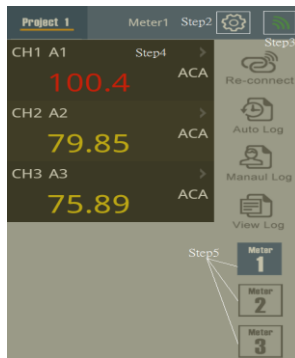 Project 1 Meter1 Step2
Step3
CH1 A1 Step4 >
100.4 ACA
Re-connect
CH2 A2 >
79.85 ACA
Auto Log
CH3 A3 >
75.89 ACA
Manaul Log
View Log
Step5
Meter
1
Meter
2
Meter
3